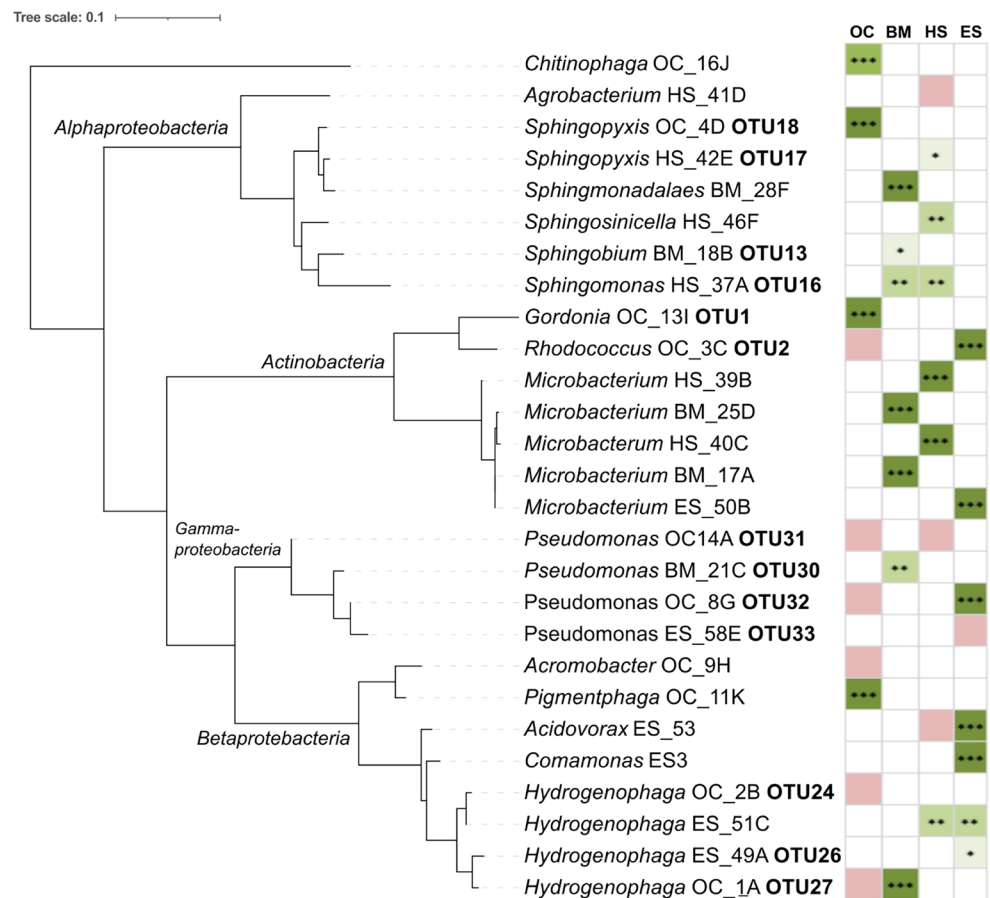 Tree scale: 0.1
OC BM HS ES
Chitinophaga OC_16J ***
Agrobacterium HS_41D
Alphaproteobacteria
Sphingopyxis OC_4D OTU18 ***
Sphingopyxis HS_42E OTU17 *
Sphingmonadalaes BM_28F ***
Sphingosinicella HS_46F **
Sphingobium BM_18B OTU13 *
Sphingomonas HS_37A OTU16 ** **
Gordonia OC_13I OTU1 ***
Rhodococcus OC_3C OTU2 ***
Actinobacteria
Microbacterium HS_39B ***
Microbacterium BM_25D ***
Microbacterum HS_40C ***
Microbacterium BM_17A ***
Microbacterium ES_50B ***
Gamma-
proteobacteria
Pseudomonas OC14A OTU31
Pseudomonas BM_21C OTU30 **
Pseudomonas OC_8G OTU32 ***
Pseudomonas ES_58E OTU33
Acromobacter OC_9H
Pigmentphaga OC_11K ***
Acidovorax ES_53 ***
Betaprotebacteria
Comamonas ES3 ***
Hydrogenophaga OC_2B OTU24
Hydrogenophaga ES_51C ** **
Hydrogenophaga ES_49A OTU26 *
Hydrogenophaga OC_1A OTU27 ***